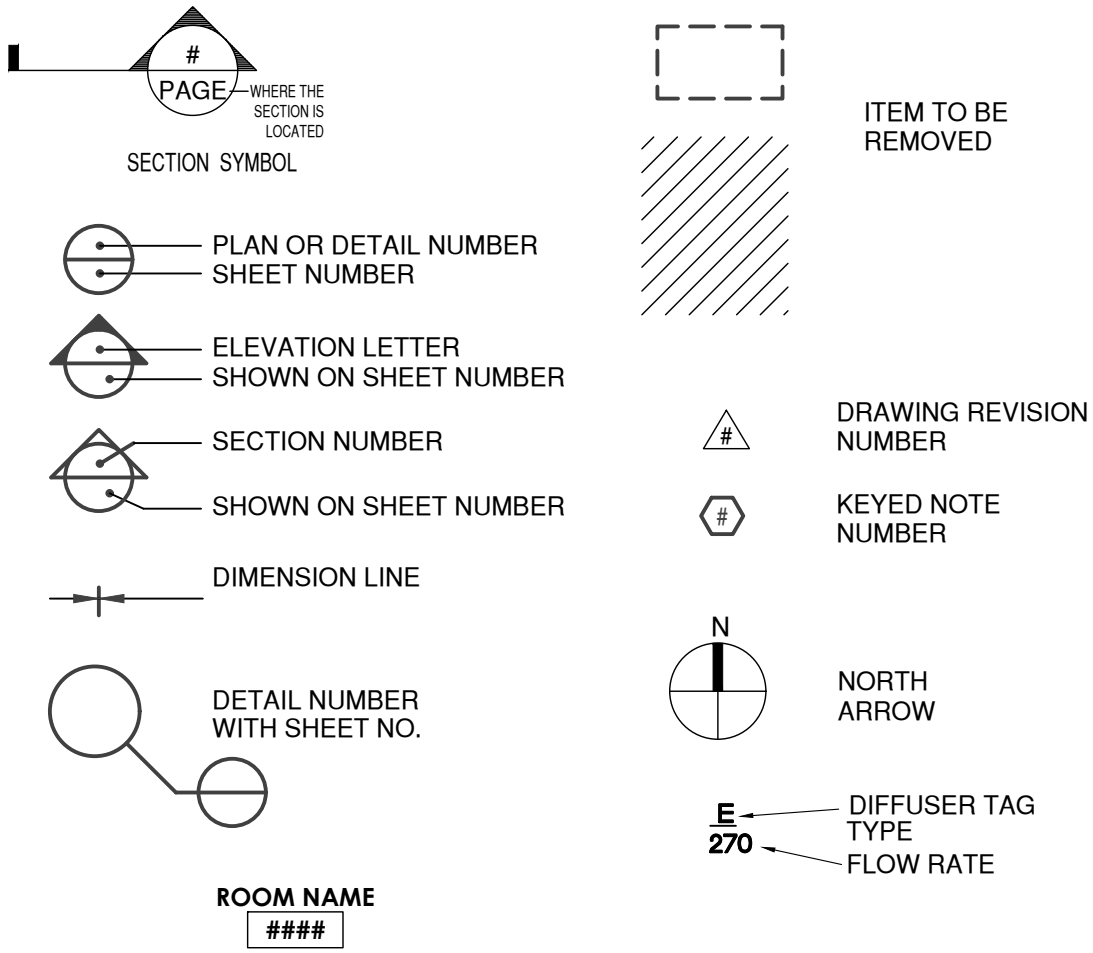 #
PAGE
WHERE THE
SECTION IS
LOCATED
SECTION SYMBOL
PLAN OR DETAIL NUMBER
SHEET NUMBER
ELEVATION LETTER
SHOWN ON SHEET NUMBER
SECTION NUMBER
SHOWN ON SHEET NUMBER
DIMENSION LINE
DETAIL NUMBER
WITH SHEET NO.
ROOM NAME
####
ITEM TO BE
REMOVED
#
DRAWING REVISION
NUMBER
#
KEYED NOTE
NUMBER
N
NORTH
ARROW
E
270
DIFFUSER TAG
TYPE
FLOW RATE